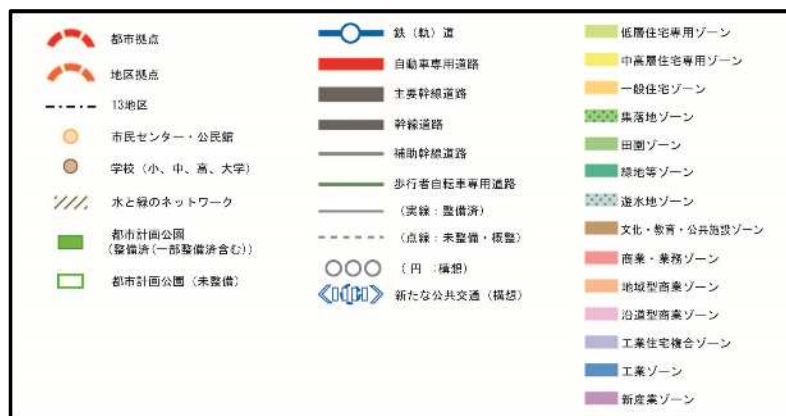 都市拠点
地区拠点
13地区
市民センター・公民館
学校(小、中、高、大学)
水と緑のネットワーク
都市計画公園
(整備済(一部整備済含む))
都市計画公園(未整備)
鉄(軌)道
自動車専用道路
主要幹線道路
幹線道路
補助幹線道路
歩行者自転車専用道路
(実線:整備済)
(点線:未整備・概整)
(円 :構想)
新たな公共交通(構想)
低層住宅専用ゾーン
中高層住宅専用ゾーン
一般住宅ゾーン
集落地ゾーン
田園ゾーン
緑地等ゾーン
遊水地ゾーン
文化・教育・公共施設ゾーン
商業・業務ゾーン
地域型商業ゾーン
沿道型商業ゾーン
工業住宅複合ゾーン
工業ゾーン
新産業ゾーン